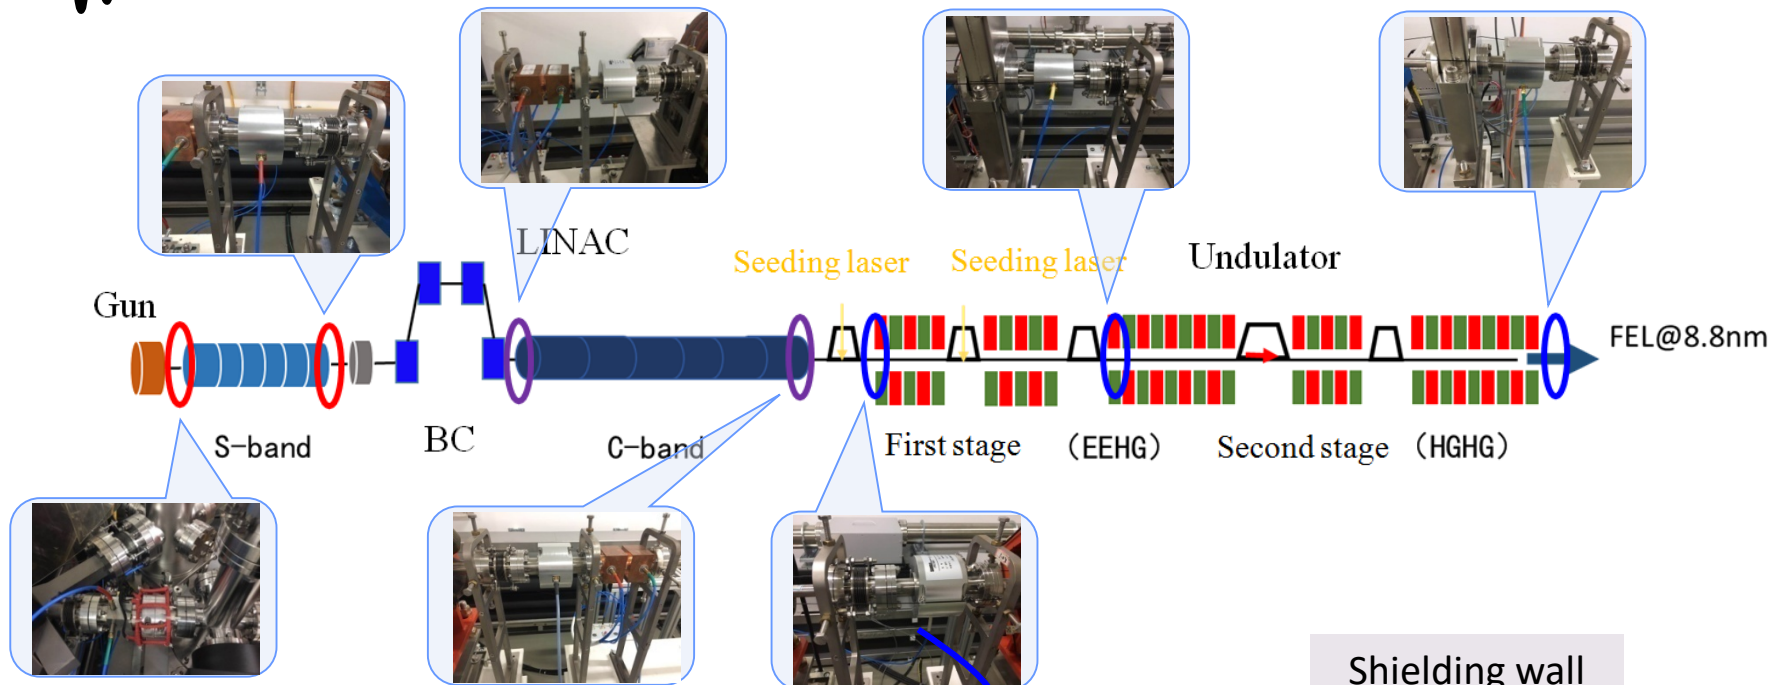 LINAC
Seeding laser
Seeding laser
Undulator
Gun
FEL@8.8nm
S-band
BC
C-band
First stage
(EEHG)
Second stage
(HGHG)
Shielding wall